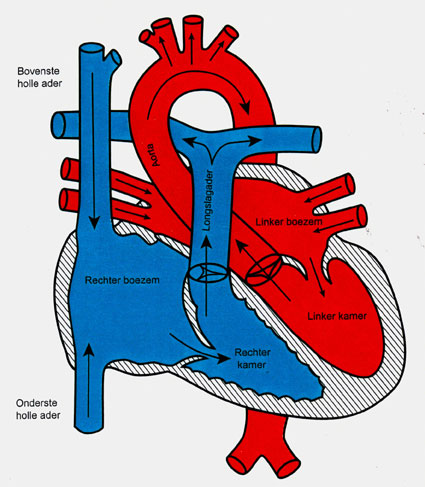 Bovenste
holle ader
Aorta
Longslagader
Linker boezem
Rechter boezem
Linker kamer
Rechter
kamer
Onderste
holle ader